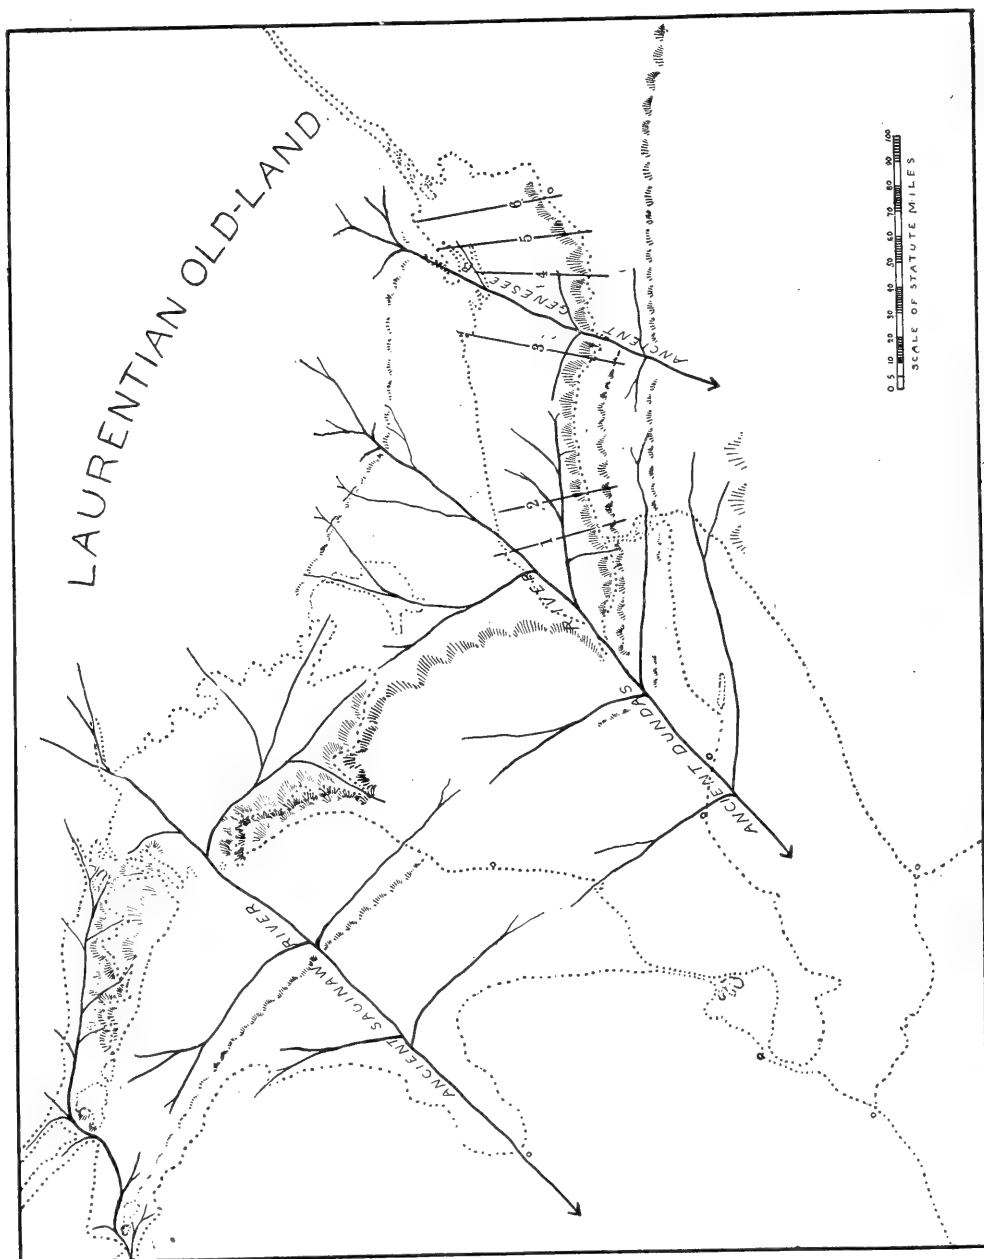 LAURENTIAN OLD-LAND
ANCIENT SAGINAW RIVER
ANCIENT DUNDAS RIVER
ANCIENT GENESEE R
1
2
3
4
5
6
0 5 10 20 30 40 50 60 70 80 90 100
SCALE OF STATUTE MILES